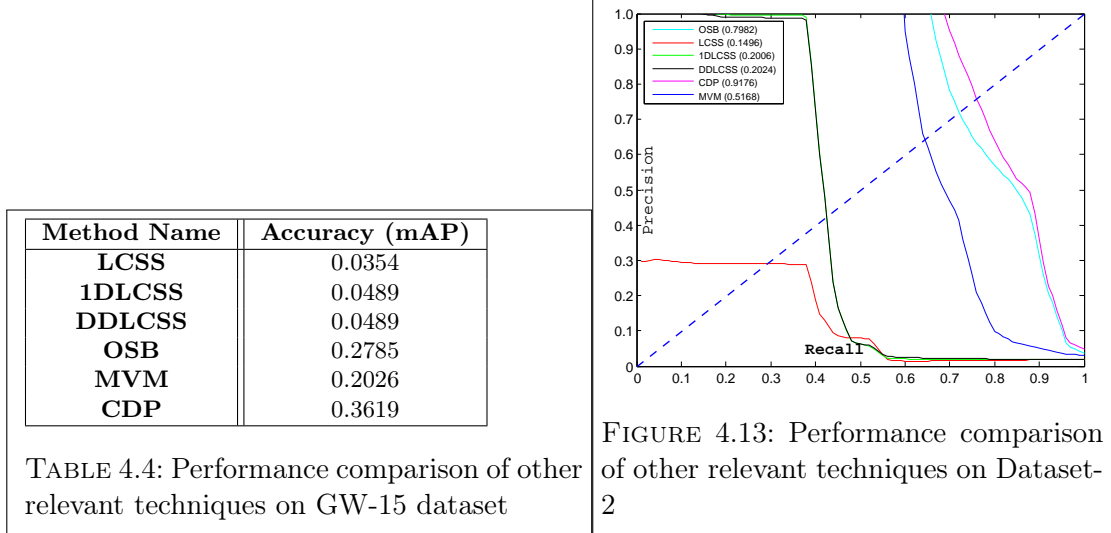 Method Name Accuracy (mAP)
LCSS 0.0354
1DLCSS 0.0489
DDLCSS 0.0489
OSB 0.2785
MVM 0.2026
CDP 0.3619
TABLE 4.4: Performance comparison of other
relevant techniques on GW-15 dataset
1.0
0.9
0.8
0.7
0.6
0.5
0.4
0.3
0.2
0.1
0
Precision
OSB (0.7982)
LCSS (0.1496)
1DLCSS (0.2006)
DDLCSS (0.2024)
CDP (0.9176)
MVM (0.5168)
Recall
0 0.1 0.2 0.3 0.4 0.5 0.6 0.7 0.8 0.9 1
FIGURE 4.13: Performance comparison
of other relevant techniques on Dataset-
2